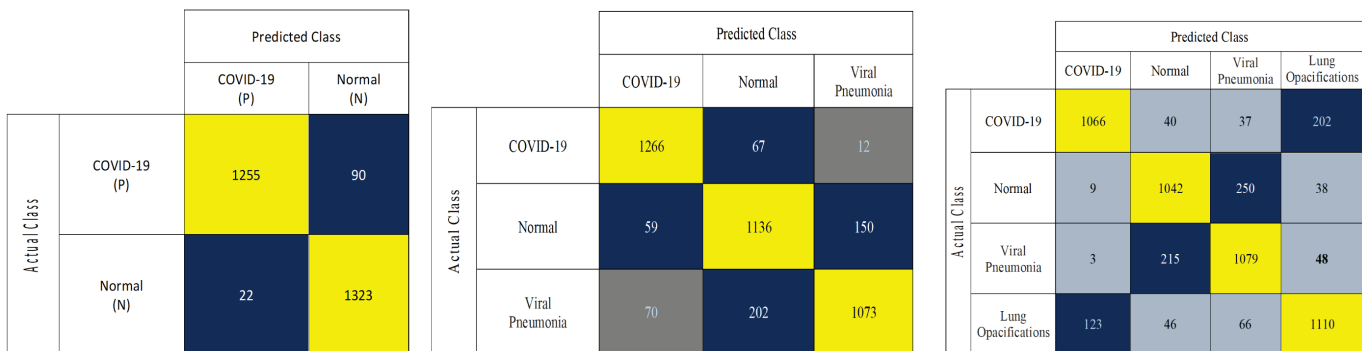 Predicted Class
COVID-19
(P)
Normal
(N)
Actual Class
COVID-19
(P)
1255
90
Normal
(N)
22
1323
Predicted Class
COVID-19
Normal
Viral
Pneumonia
Actual Class
COVID-19
1266
67
12
Normal
59
1136
150
Viral
Pneumonia
70
202
1073
Predicted Class
COVID-19
Normal
Viral
Pneumonia
Lung
Opacifications
Actual Class
COVID-19
1066
40
37
202
Normal
9
1042
250
38
Viral
Pneumonia
3
215
1079
48
Lung
Opacifications
123
46
66
1110